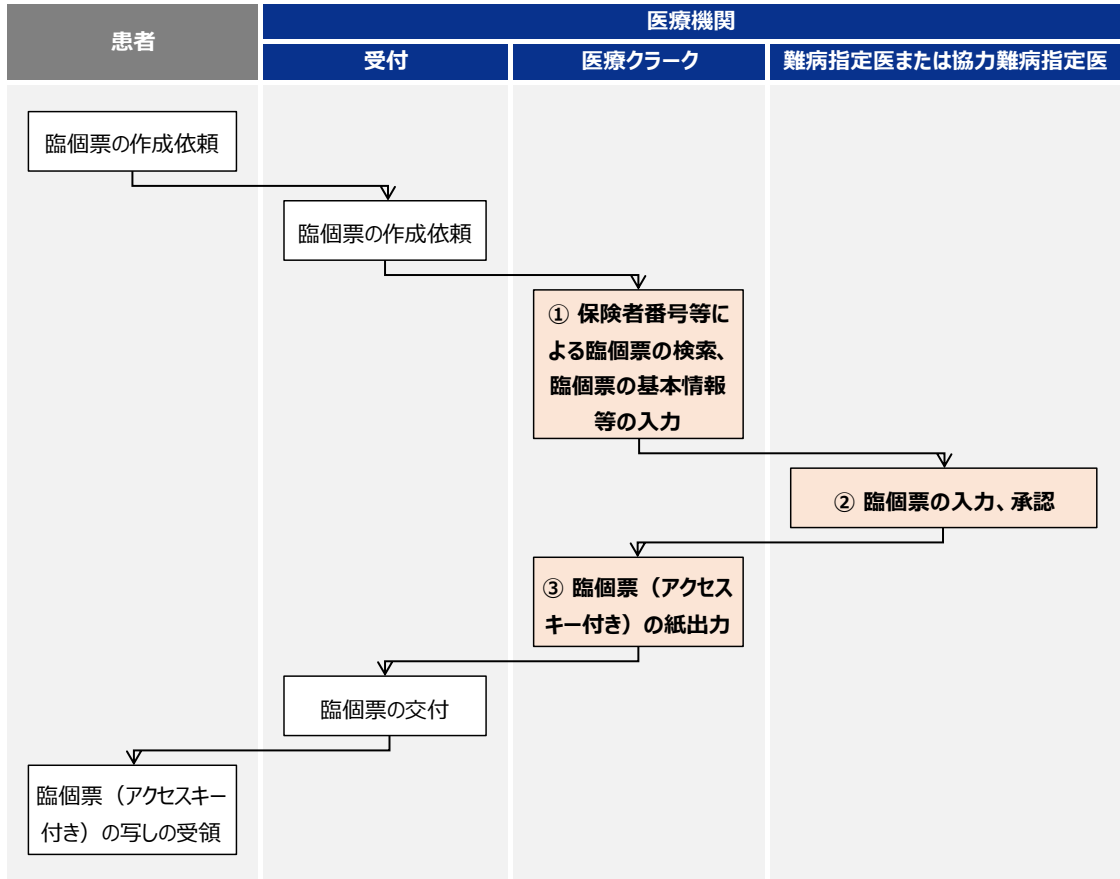 患者
医療機関
受付
医療クラーク
難病指定医または協力難病指定医
臨個票の作成依頼
臨個票の作成依頼
① 保険者番号等に
よる臨個票の検索、
臨個票の基本情報
等の入力
② 臨個票の入力、承認
③ 臨個票（アクセス
キー付き）の紙出力
臨個票の交付
臨個票（アクセスキー
付き）の写しの受領